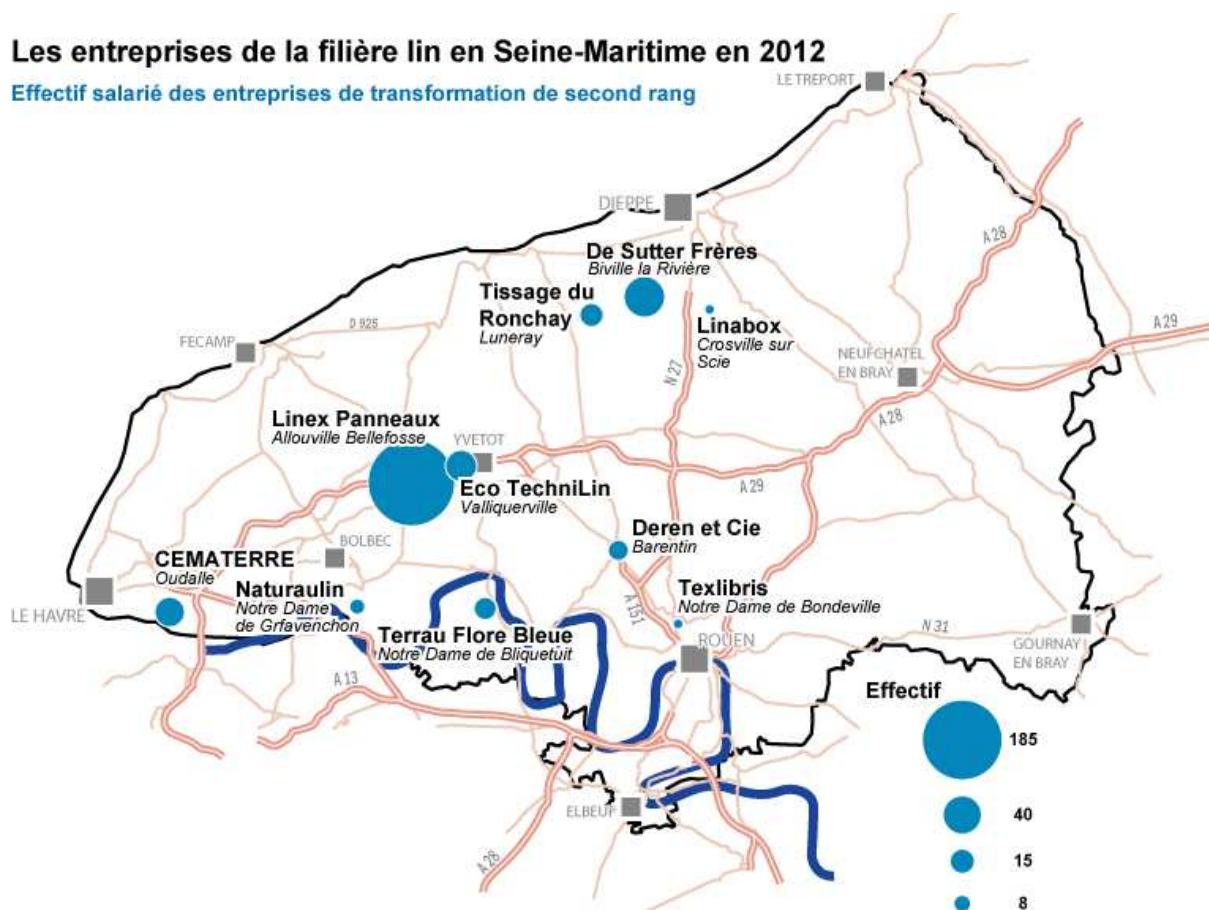 Les entreprises de la filière lin en Seine-Maritime en 2012
Effectif salarié des entreprises de transformation de second rang
LE TREPORT
DIEPPE
A 28
De Sutter Frères
Biville la Rivière
Tissage du
Ronchay
Luneray
Linabox
Crosville sur
Scie
D 925
FECAMP
A 29
NEUFCHATEL
EN BRAY
N 27
A 28
Linex Panneaux
Allouville Bellefosse
YVETOT
Eco TechniLin
Valliquerville
A 29
Deren et Cie
Barentin
BOLBEC
CEMATERRE
Oudalle
Naturaulin
Notre Dame
de Grfavenchon
LE HAVRE
Terrau Flore Bleue
Notre Dame de Bliquetuit
A 151
Texlibris
Notre Dame de Bondeville
ROUEN
N 31
GOURNAY
EN BRAY
A 13
Effectif
185
40
15
8
ELBEUF
A 28